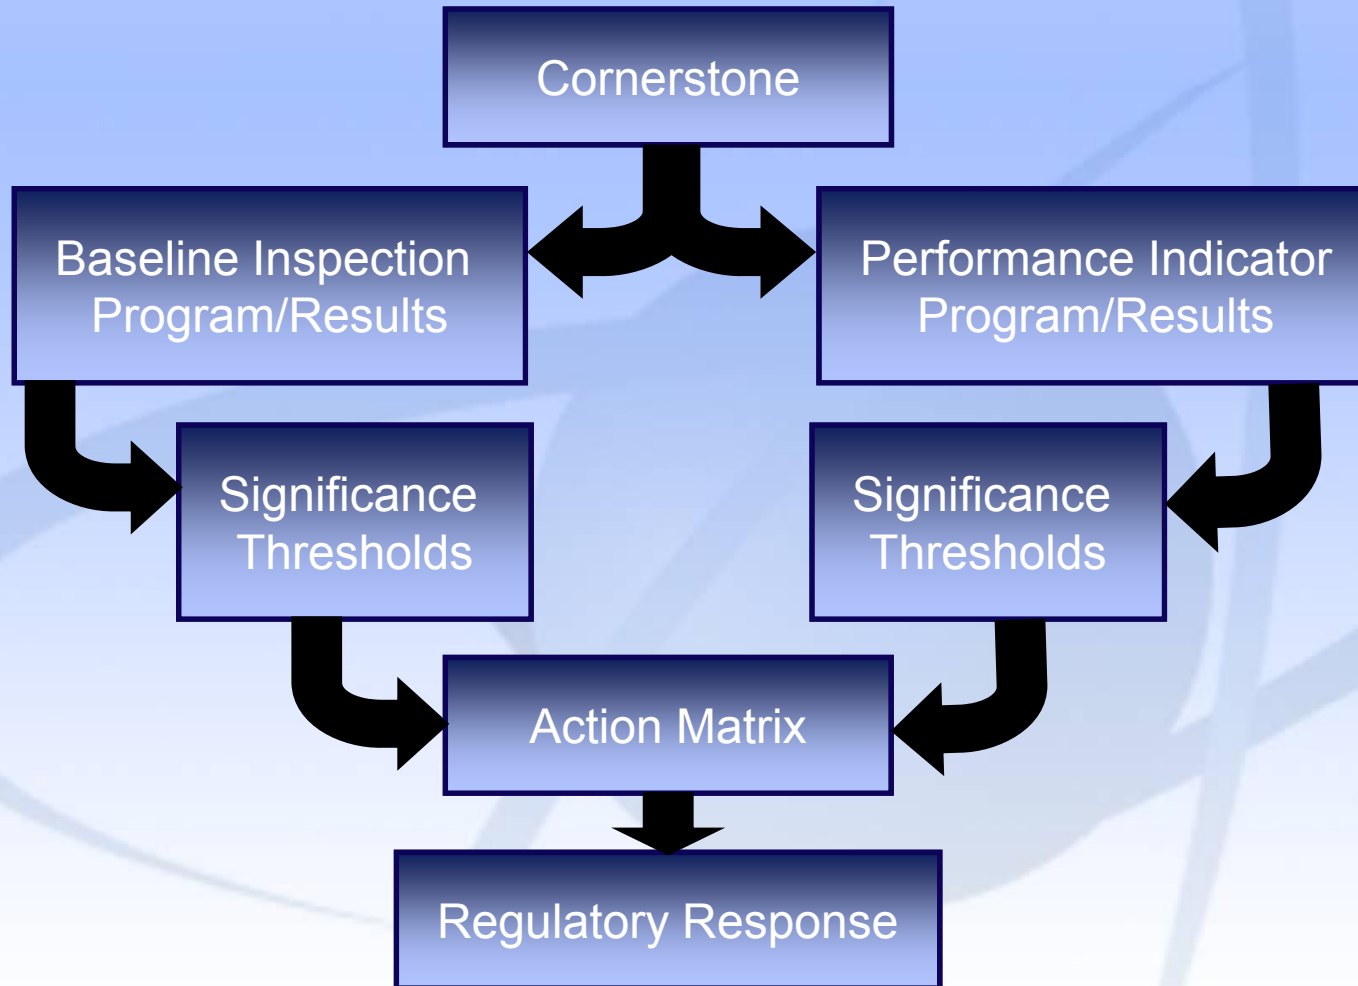 Cornerstone
Baseline Inspection
Program/Results
Performance Indicator
Program/Results
Significance
Thresholds
Significance
Thresholds
Action Matrix
Regulatory Response